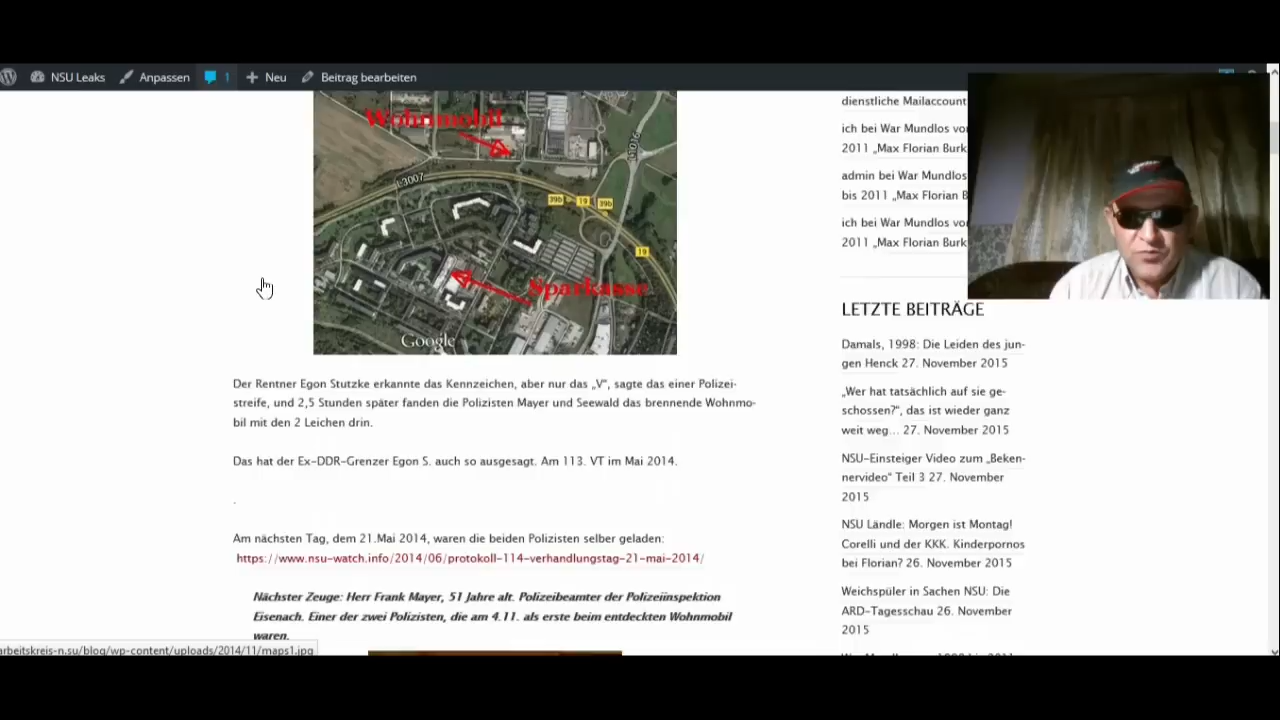 NSU Leaks Anpassen 1 Neu Beitrag bearbeiten
Wohnmobil
L3007
L1016
39b 19 39b
19
Sparkasse
Google
Der Rentner Egon Stutzke erkannte das Kennzeichen, aber nur das „V“, sagte das einer Polizei-
streife, und 2,5 Stunden später fanden die Polizisten Mayer und Seewald das brennende Wohnmo-
bil mit den 2 Leichen drin.
Das hat der Ex-DDR-Grenzer Egon S. auch so ausgesagt. Am 113. VT im Mai 2014.
.
Am nächsten Tag, dem 21.Mai 2014, waren die beiden Polizisten selber geladen:
https://www.nsu-watch.info/2014/06/protokoll-114-verhandlungstag-21-mai-2014/
Nächster Zeuge: Herr Frank Mayer, 51 Jahre alt. Polizeibeamter der Polizeiinspektion
Eisenach. Einer der zwei Polizisten, die am 4.11. als erste beim entdeckten Wohnmobil
waren.
arbeitskreis-n.su/blog/wp-content/uploads/2014/11/maps1.jpg
dienstliche Mailaccount
ich bei War Mundlos vo
2011 „Max Florian Burk
admin bei War Mundlos
bis 2011 „Max Florian B
ich bei War Mundlos vo
2011 „Max Florian Burk
LETZTE BEITRÄGE
Damals, 1998: Die Leiden des jun-
gen Henck 27. November 2015
„Wer hat tatsächlich auf sie ge-
schossen?“, das ist wieder ganz
weit weg... 27. November 2015
NSU-Einsteiger Video zum „Beken-
nervideo“ Teil 3 27. November
2015
NSU Ländle: Morgen ist Montag!
Corelli und der KKK. Kinderpornos
bei Florian? 26. November 2015
Weichspüler in Sachen NSU: Die
ARD-Tagesschau 26. November
2015